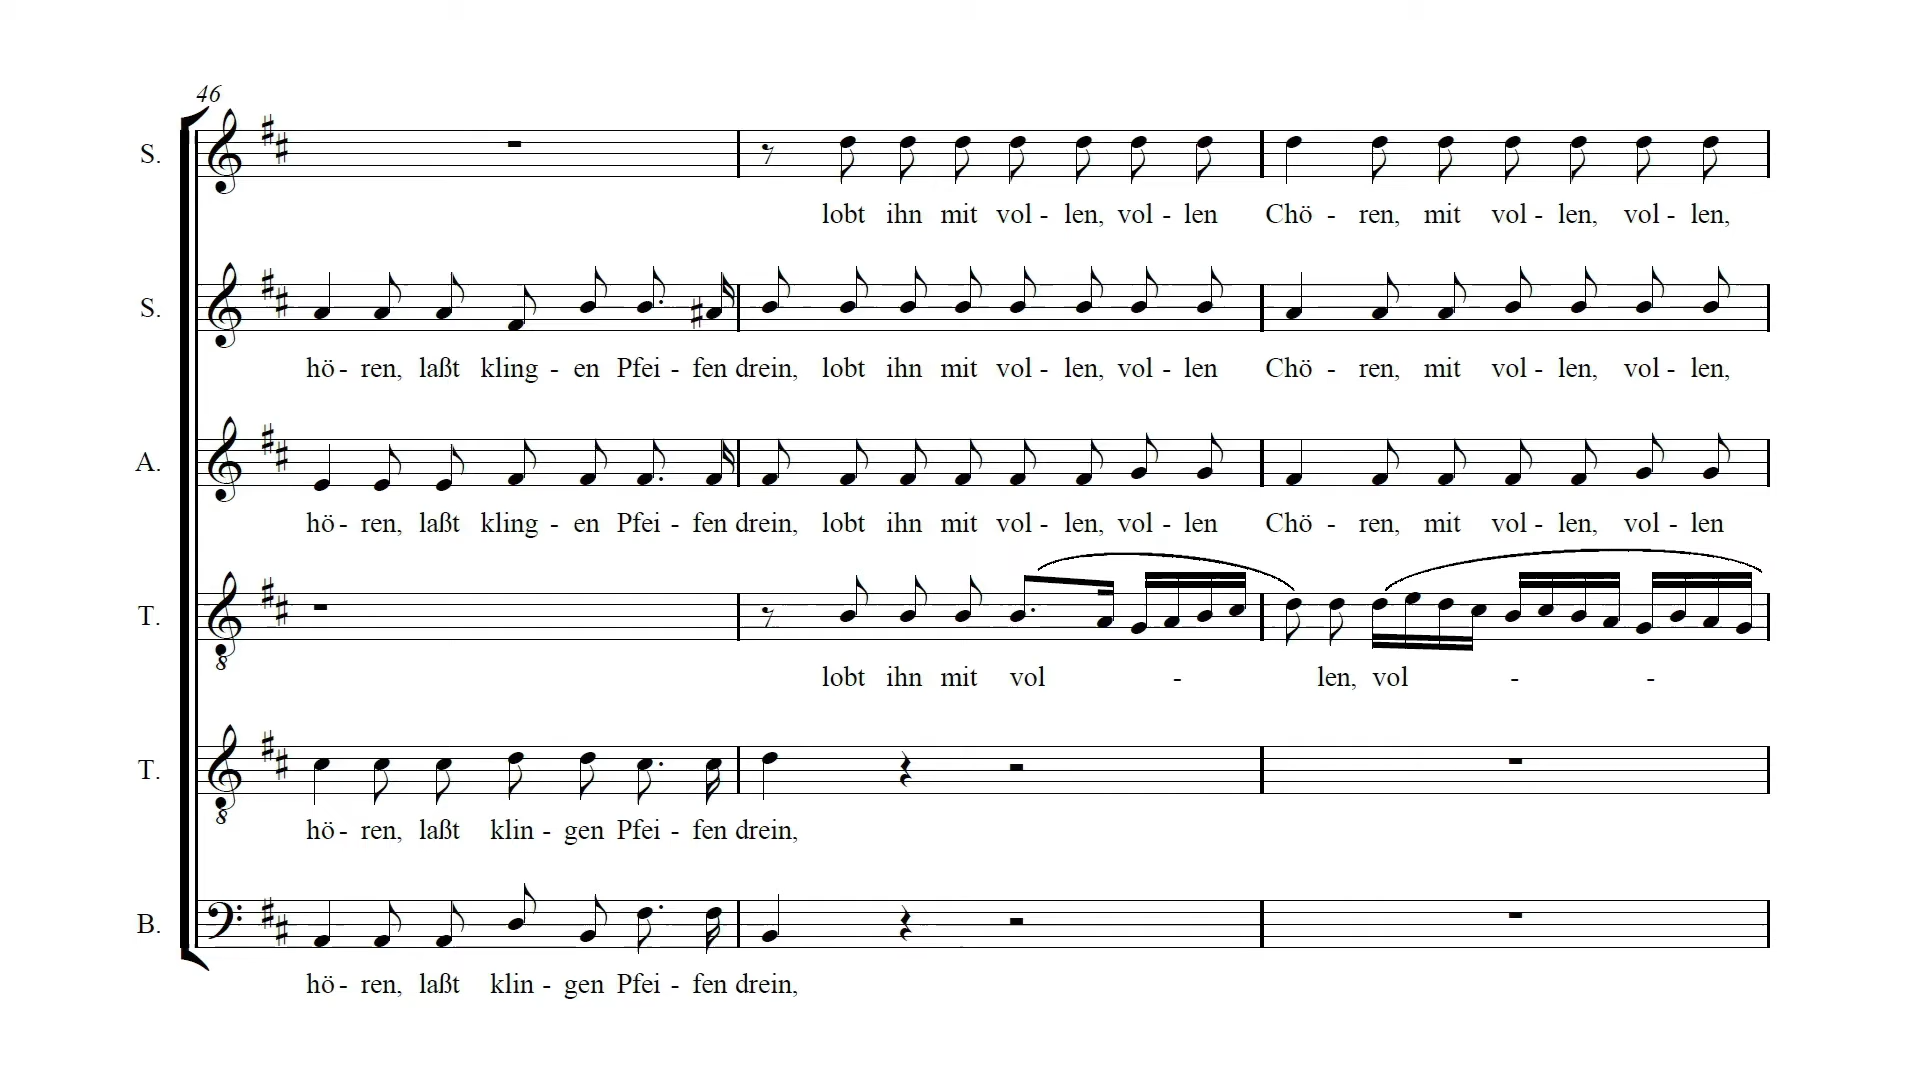 46
S.
lobt ihn mit vol - len, vol - len Chö - ren, mit vol - len, vol - len,
S.
hö - ren, laßt kling - en Pfei - fen drein, lobt ihn mit vol - len, vol - len Chö - ren, mit vol - len, vol - len,
A.
hö - ren, laßt kling - en Pfei - fen drein, lobt ihn mit vol - len, vol - len Chö - ren, mit vol - len, vol - len
T.
8
lobt ihn mit vol - len, vol - -
T.
8
hö - ren, laßt klin - gen Pfei - fen drein,
B.
hö - ren, laßt klin - gen Pfei - fen drein,